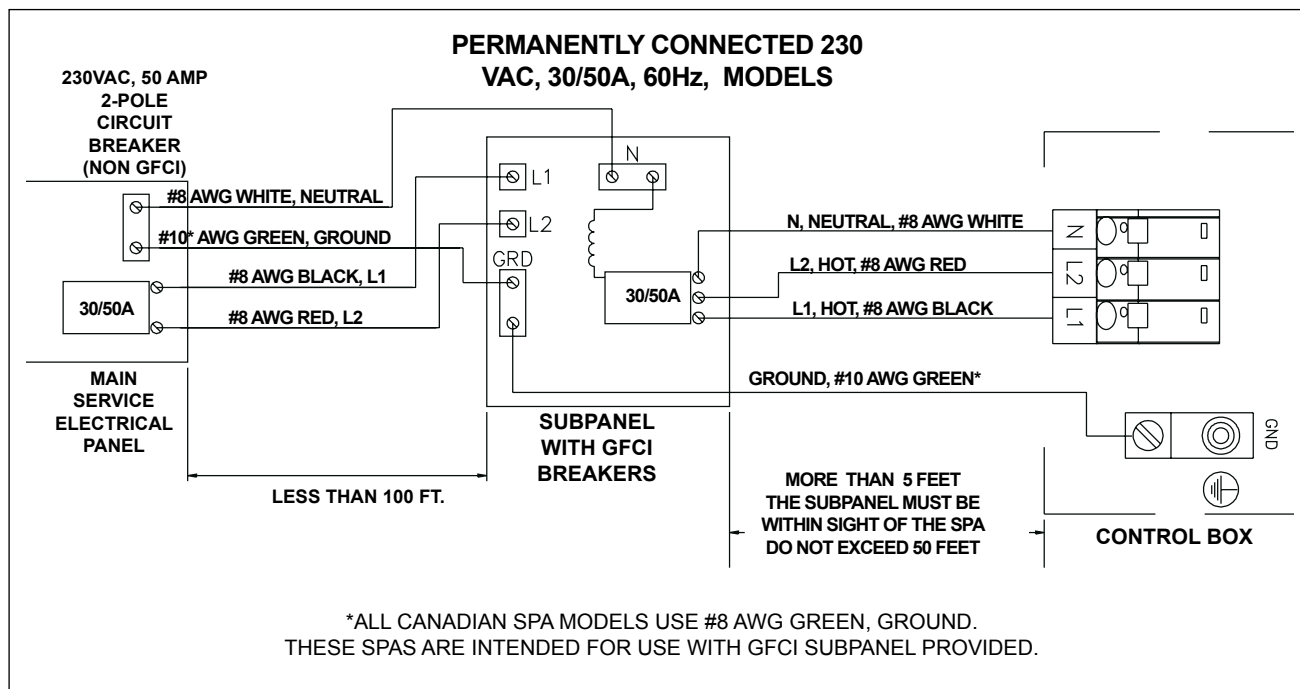 PERMANENTLY CONNECTED 230
VAC, 30/50A, 60Hz, MODELS
230VAC, 50 AMP
2-POLE
CIRCUIT
BREAKER
(NON GFCI)
#8 AWG WHITE, NEUTRAL
#10* AWG GREEN, GROUND
#8 AWG BLACK, L1
30/50A
#8 AWG RED, L2
MAIN
SERVICE
ELECTRICAL
PANEL
LESS THAN 100 FT.
L1
N
L2
GRD
30/50A
SUBPANEL
WITH GFCI
BREAKERS
N, NEUTRAL, #8 AWG WHITE
L2, HOT, #8 AWG RED
L1, HOT, #8 AWG BLACK
GROUND, #10 AWG GREEN*
MORE THAN 5 FEET
THE SUBPANEL MUST BE
WITHIN SIGHT OF THE SPA
DO NOT EXCEED 50 FEET
N
L2
L1
GND
CONTROL BOX
*ALL CANADIAN SPA MODELS USE #8 AWG GREEN, GROUND.
THESE SPAS ARE INTENDED FOR USE WITH GFCI SUBPANEL PROVIDED.